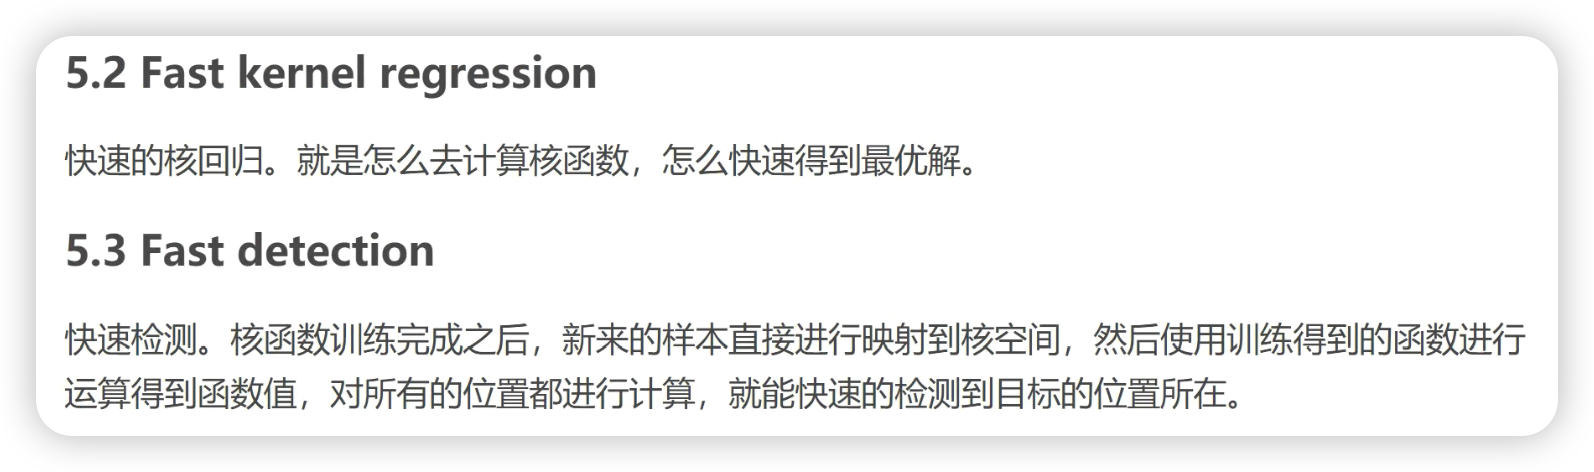 5.2 Fast kernel regression
快速的核回归。就是怎么去计算核函数，怎么快速得到最优解。
5.3 Fast detection
快速检测。核函数训练完成之后，新来的样本直接进行映射到核空间，然后使用训练得到的函数进行
运算得到函数值，对所有的位置都进行计算，就能快速的检测到目标的位置所在。